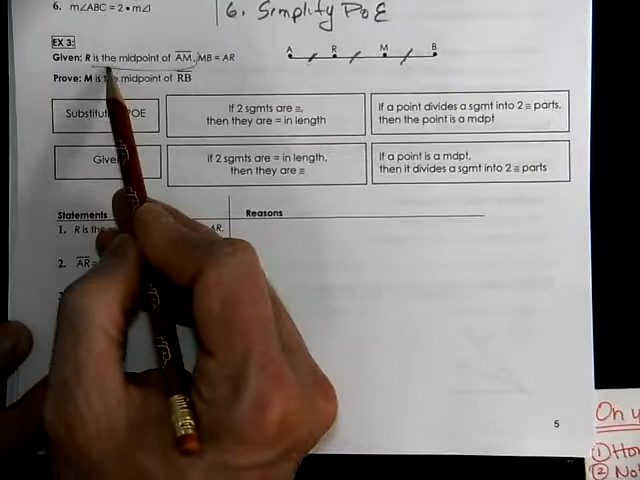 6. m∠ABC = 2 • m∠1
6. Simplify PoE
EX 3:
Given: R is the midpoint of AM, MB = AR
A R M B
Prove: M is midpoint of RB
Substitut POE
If 2 sgmts are ≅,
then they are = in length
If a point divides a sgmt into 2 ≅ parts,
then the point is a mdpt
Give
If 2 sgmts are = in length,
then they are ≅
If a point is a mdpt,
then it divides a sgmt into 2 ≅ parts
Statements Reasons
1. R is the AR.
2. AR
5
On
① Ho
② No